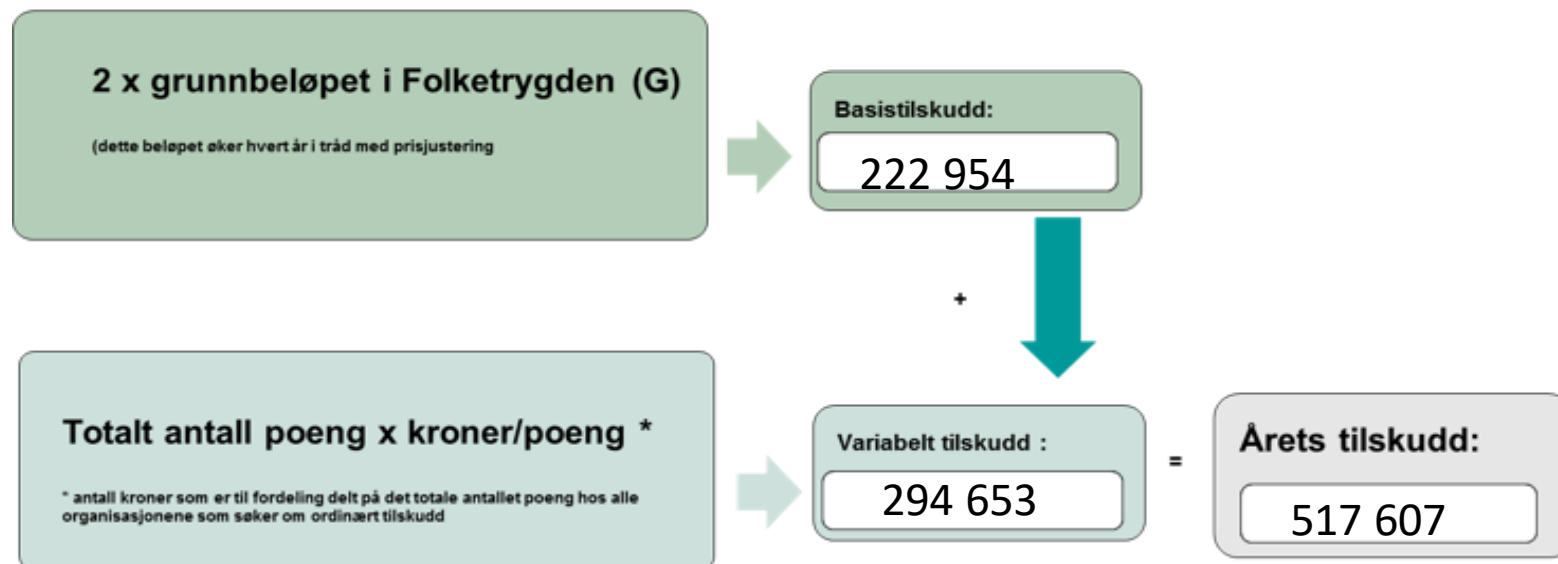 2 x grunnbeløpet i Folketrygden (G)
(dette beløpet øker hvert år i tråd med prisjustering
Basistilskudd:
222 954
+
Totalt antall poeng x kroner/poeng *
* antall kroner som er til fordeling delt på det totale antallet poeng hos alle
organisasjonene som søker om ordinært tilskudd
Variabelt tilskudd :
294 653
=
Årets tilskudd:
517 607